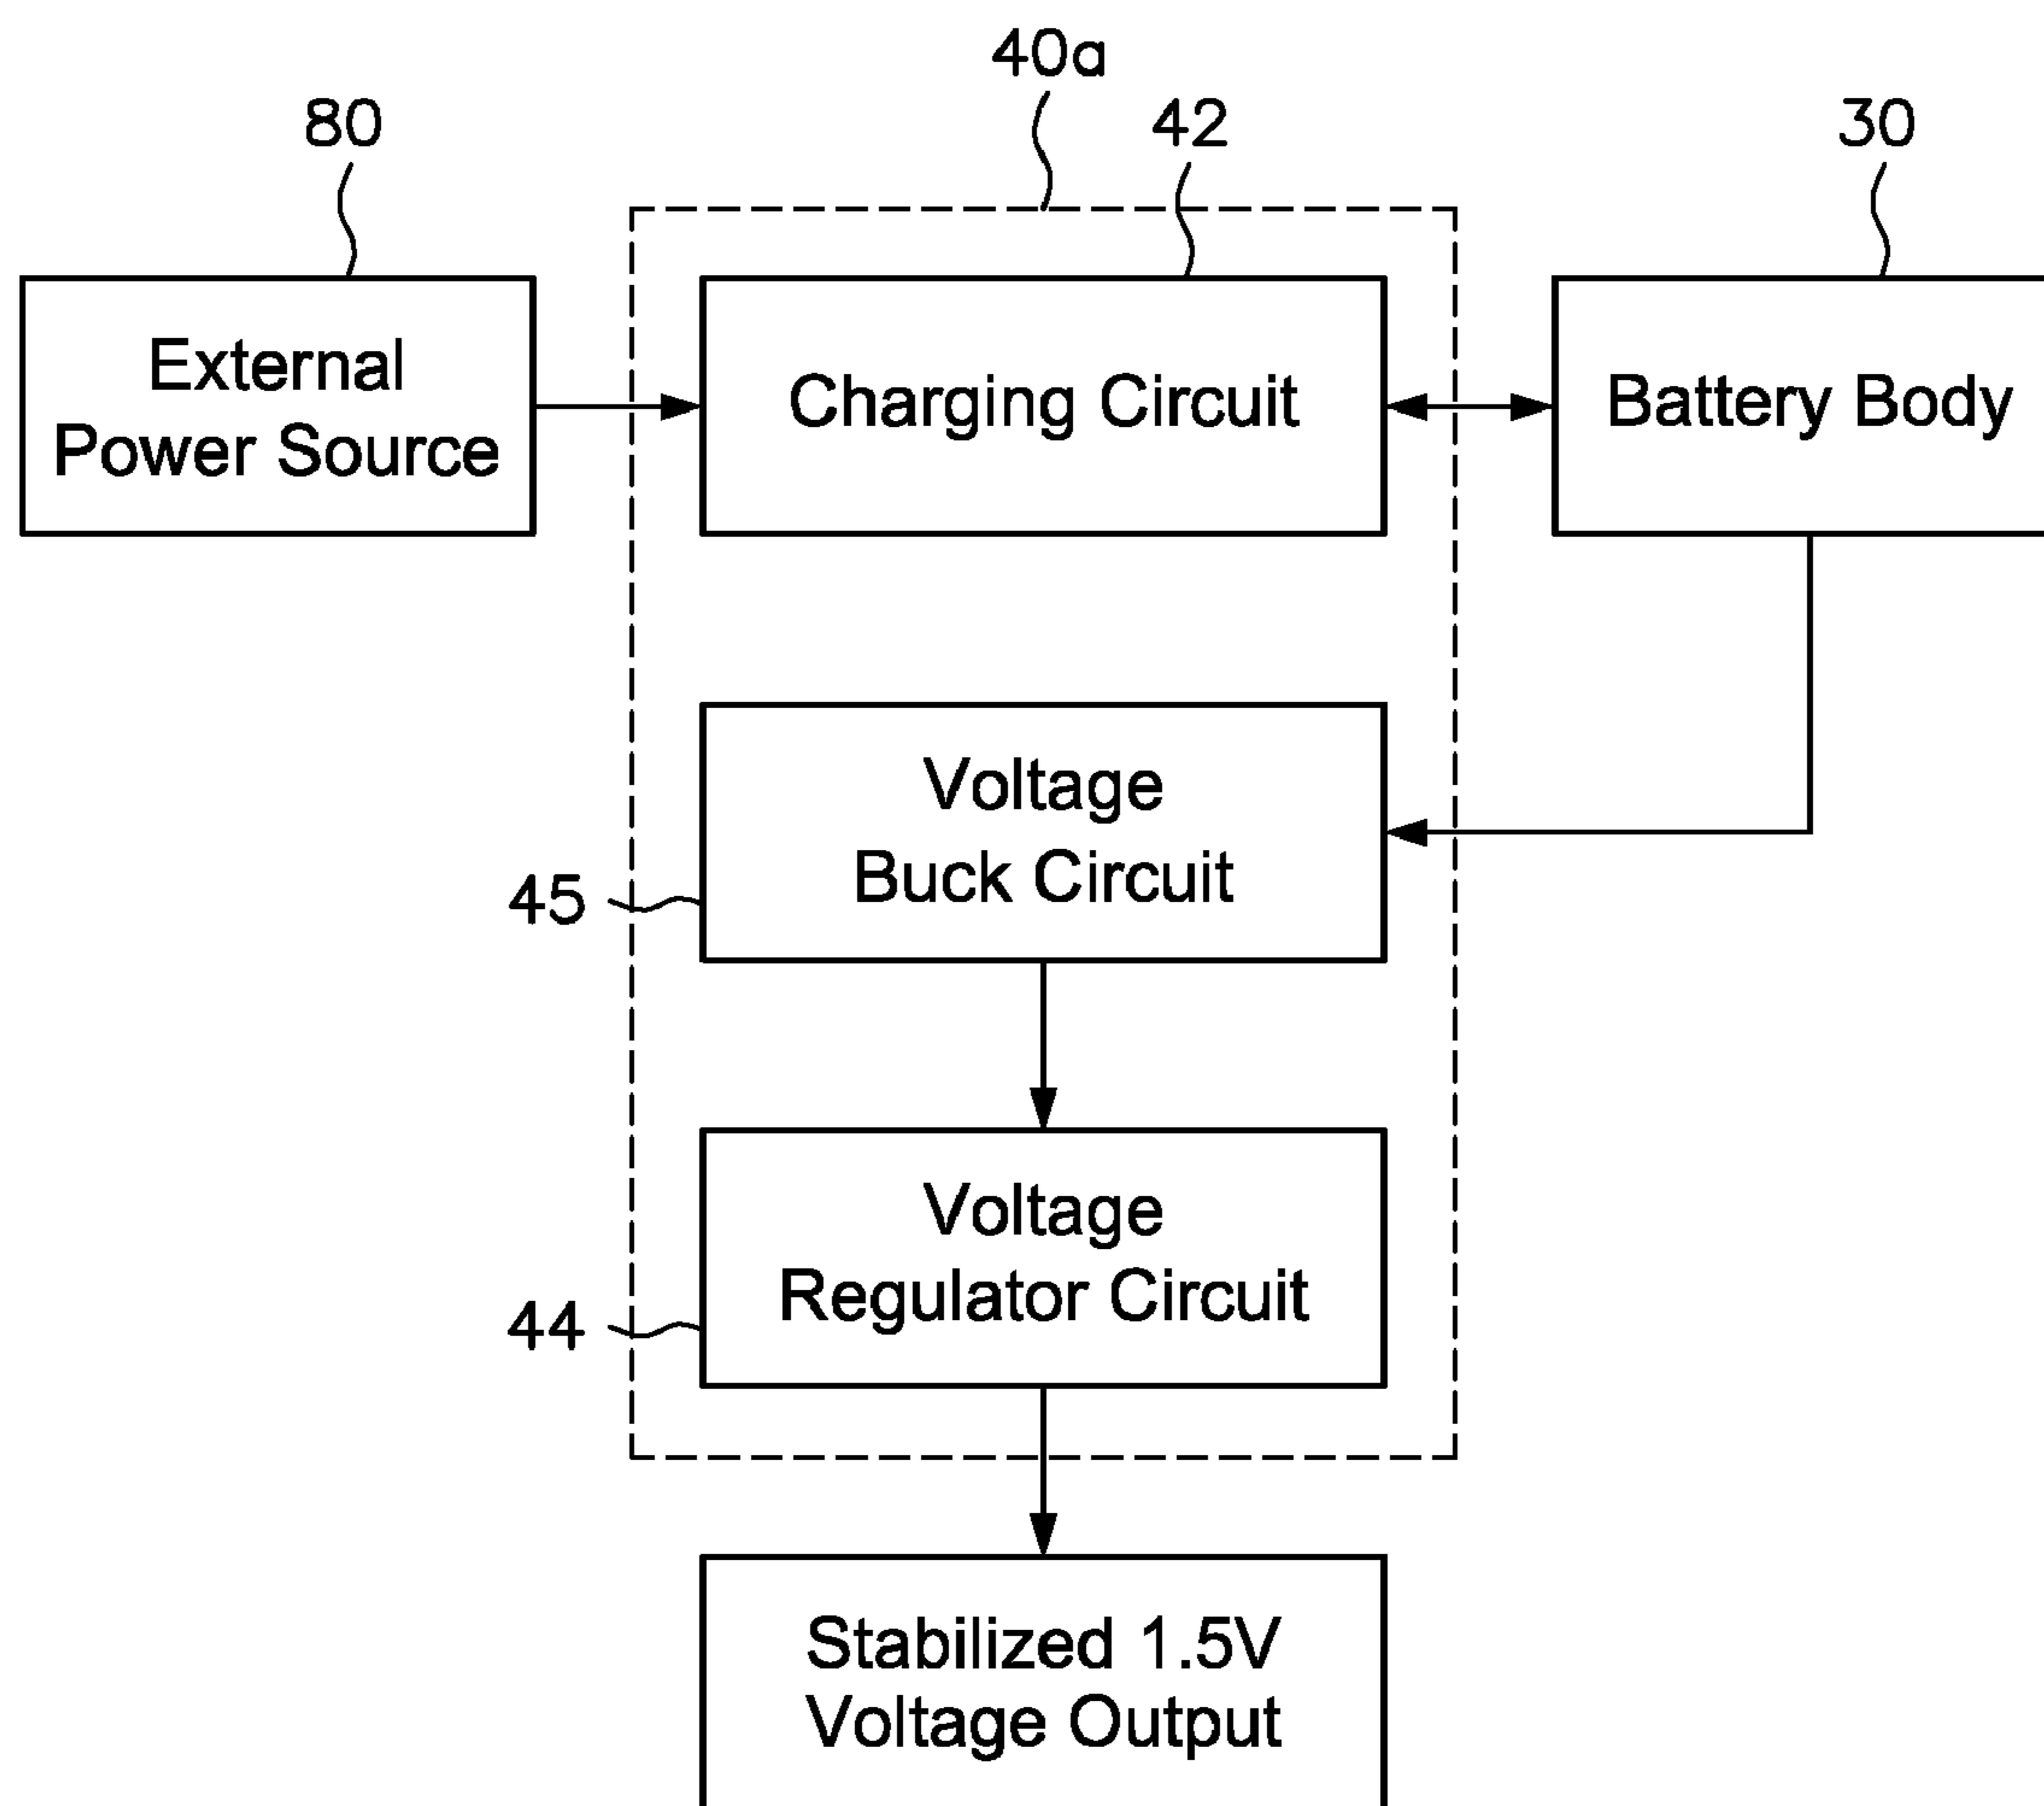 40a
80
42
30
External
Power Source
Charging Circuit
Battery Body
Voltage
Buck Circuit
45
Voltage
Regulator Circuit
44
Stabilized 1.5V
Voltage Output